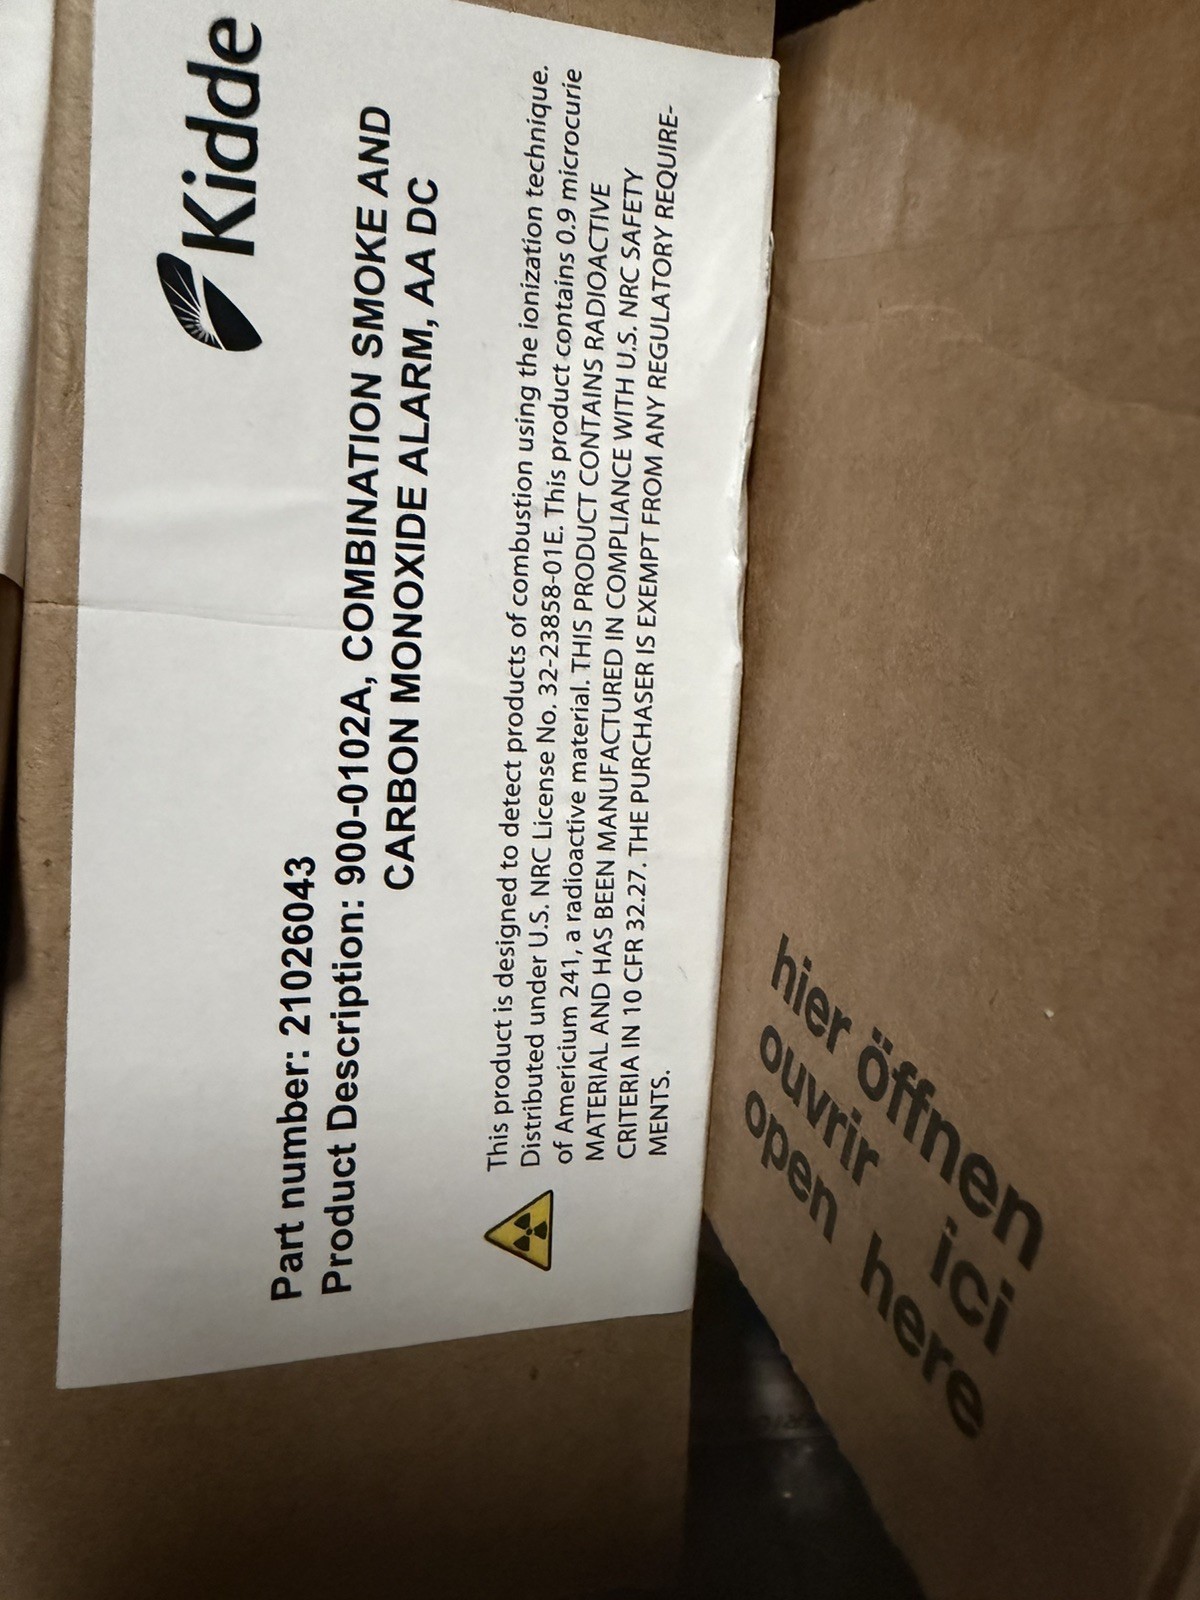 Kidde
Part number: 21026043
Product Description: 900-0102A, COMBINATION SMOKE AND
CARBON MONOXIDE ALARM, AA DC
This product is designed to detect products of combustion using the ionization technique.
Distributed under U.S. NRC License No. 32-23858-01E. This product contains 0.9 microcurie
of Americium 241, a radioactive material. THIS PRODUCT CONTAINS RADIOACTIVE
MATERIAL AND HAS BEEN MANUFACTURED IN COMPLIANCE WITH U.S. NRC SAFETY
CRITERIA IN 10 CFR 32.27. THE PURCHASER IS EXEMPT FROM ANY REGULATORY REQUIRE-
MENTS.
hier öffnen
ouvrir ici
open here